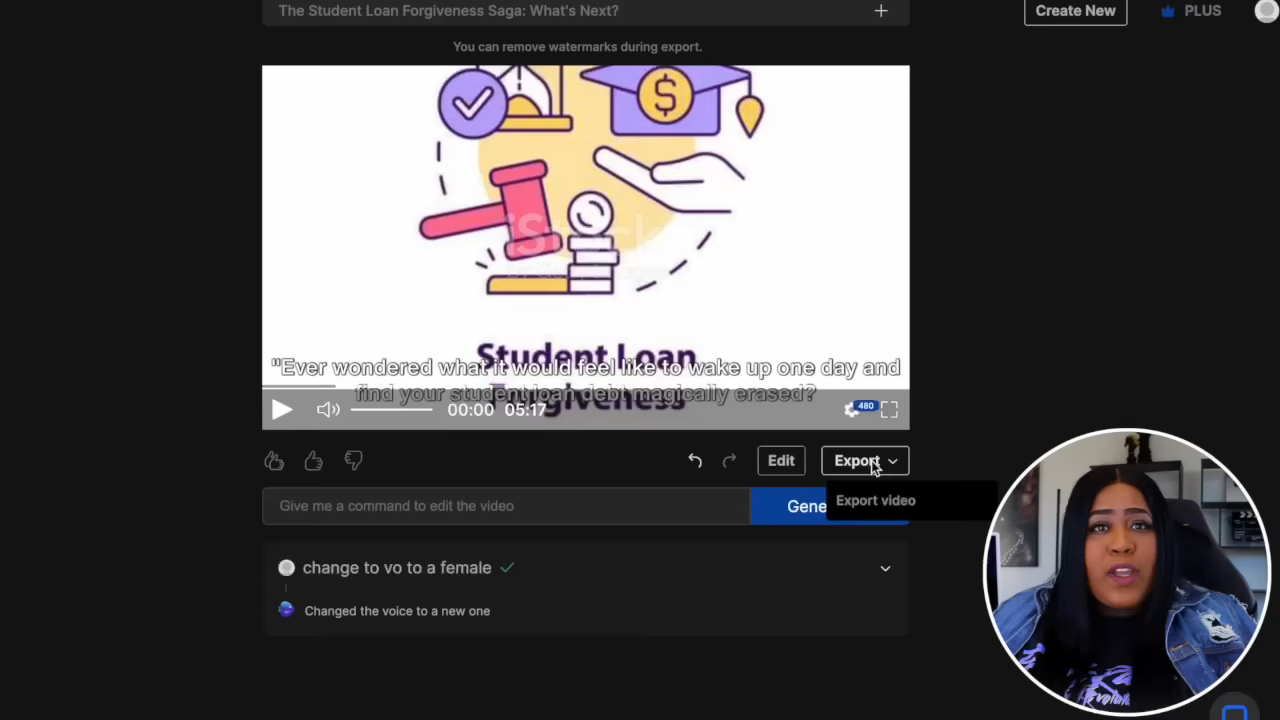 The Student Loan Forgiveness Saga: What's Next?
+
Create New
PLUS
You can remove watermarks during export.
$
iStock
Student Loan
Forgiveness
"Ever wondered what it would feel like to wake up one day and
find your student loan debt magically erased?
00:00 05:17
480
Edit
Export
Give me a command to edit the video
Gene
Export video
change to vo to a female
Changed the voice to a new one